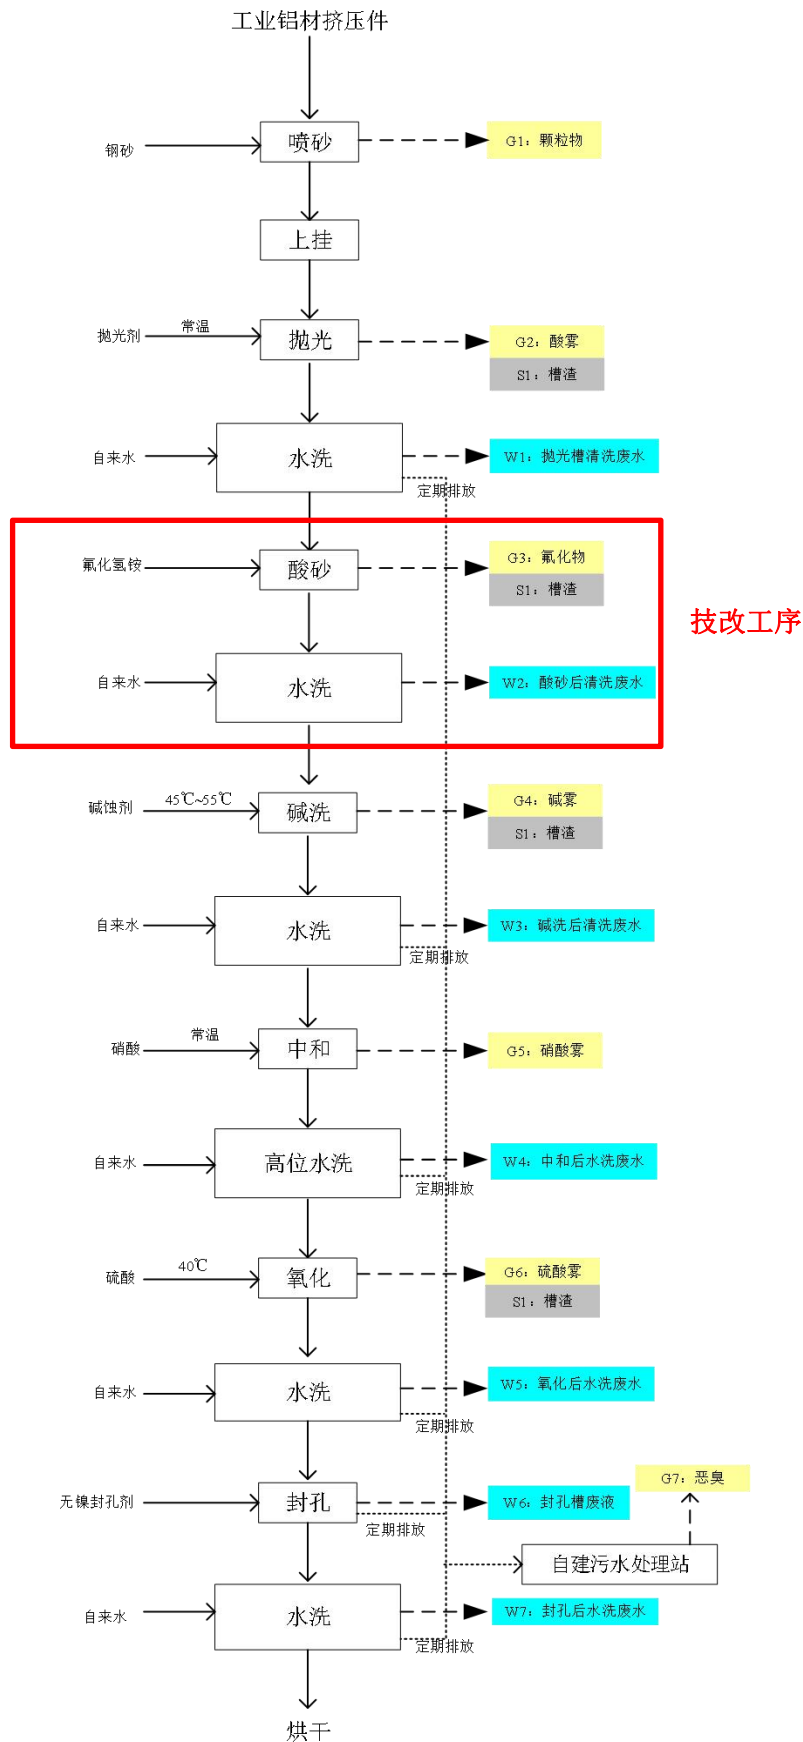 工业铝材挤压件
钢砂
喷砂
G1：颗粒物
上挂
抛光剂
常温
抛光
G2：酸雾
S1：槽渣
自来水
水洗
W1：抛光槽清洗废水
定期排放
氟化氢铵
酸砂
G3：氟化物
S1：槽渣
技改工序
自来水
水洗
W2：酸砂后清洗废水
碱蚀剂
45℃~55℃
碱洗
G4：碱雾
S1：槽渣
自来水
水洗
W3：碱洗后清洗废水
定期排放
硝酸
常温
中和
G5：硝酸雾
自来水
高位水洗
W4：中和后水洗废水
定期排放
硫酸
40℃
氧化
G6：硫酸雾
S1：槽渣
自来水
水洗
W5：氧化后水洗废水
定期排放
G7：恶臭
无镍封孔剂
封孔
W6：封孔槽废液
定期排放
自建污水处理站
自来水
水洗
W7：封孔后水洗废水
定期排放
烘干